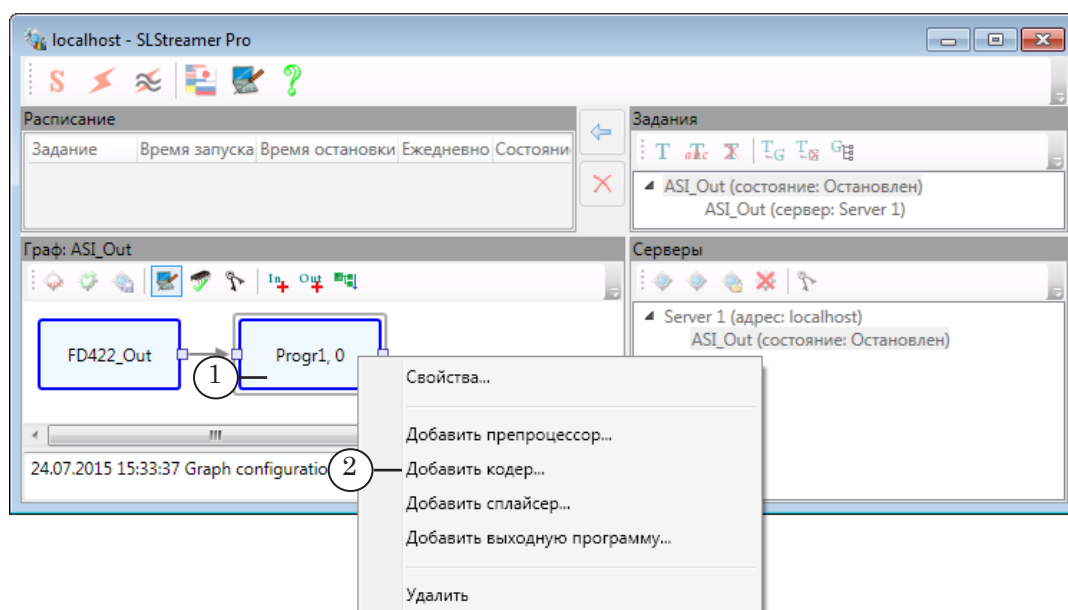 localhost - SLStreamer Pro
Расписание
Задание Время запуска Время остановки Ежедневно Состояни
Задания
ASI_Out (состояние: Остановлен)
ASI_Out (сервер: Server 1)
Граф: ASI_Out
In Out
FD422_Out
Progr1, 0
1
24.07.2015 15:33:37 Graph configuratio
2
Свойства...
Добавить препроцессор...
Добавить кодер...
Добавить сплайсер...
Добавить выходную программу...
Удалить
Серверы
Server 1 (адрес: localhost)
ASI_Out (состояние: Остановлен)